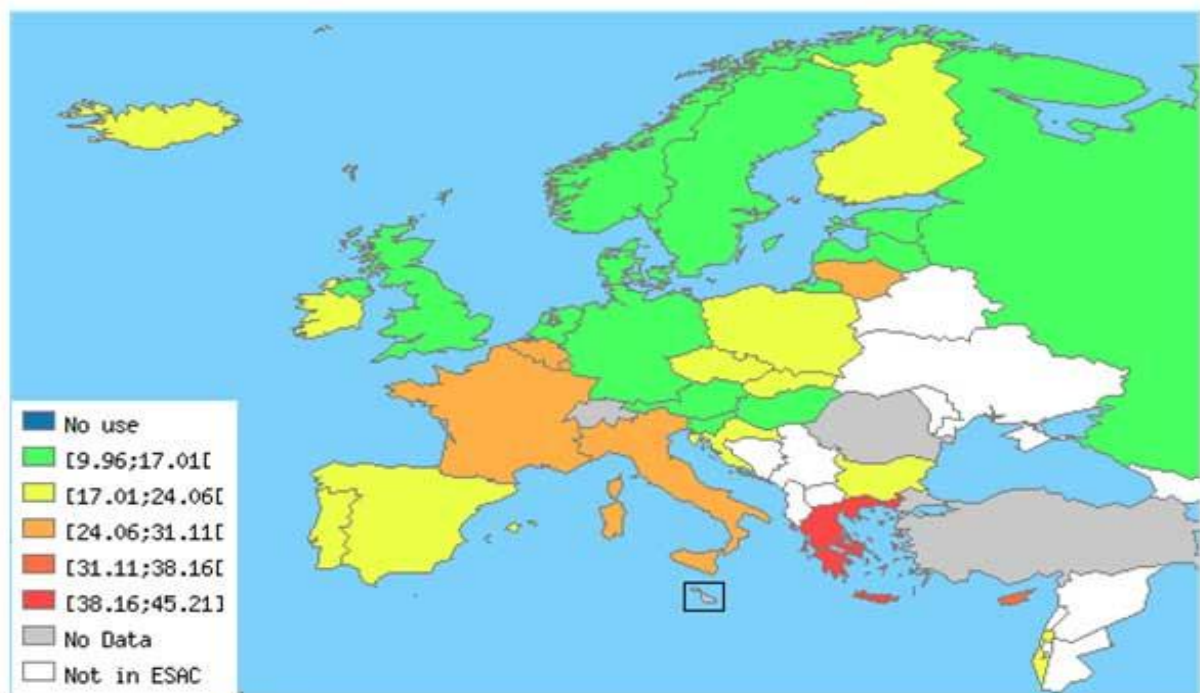 No use
[9.96;17.01[
[17.01;24.06[
[24.06;31.11[
[31.11;38.16[
[38.16;45.21]
No Data
Not in ESAC